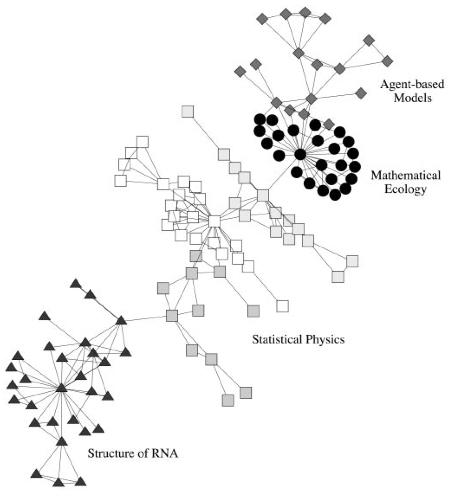 Agent-based
Models
Mathematical
Ecology
Statistical Physics
Structure of RNA